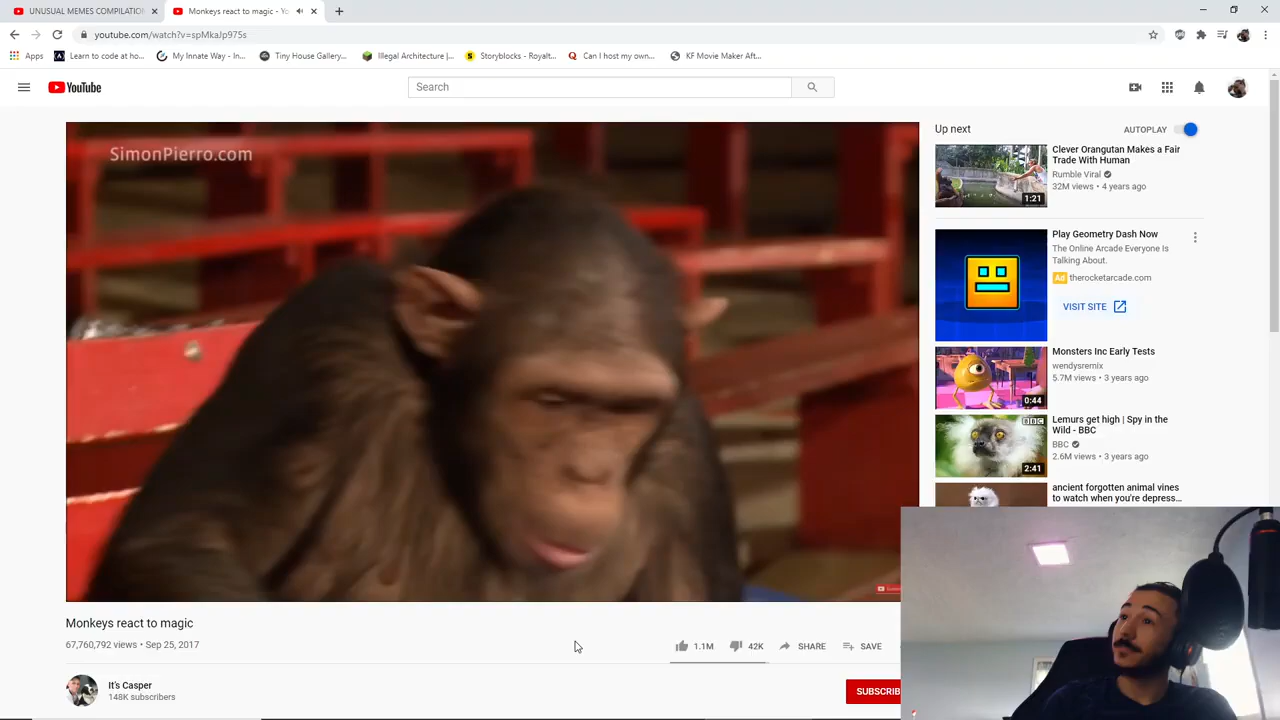 UNUSUAL MEMES COMPILATIO
Monkeys react to magic - Yo
youtube.com/watch?v=spMkaJp975s
Apps
Learn to code at ho...
My Innate Way - In...
Tiny House Gallery...
Illegal Architecture |...
Storyblocks - Royalt...
Can I host my own...
KF Movie Maker Aft...
YouTube
Search
SimonPierro.com
Up next
AUTOPLAY
Clever Orangutan Makes a Fair
Trade With Human
Rumble Viral
32M views • 4 years ago
1:21
Play Geometry Dash Now
The Online Arcade Everyone Is
Talking About.
Ad therocketarcade.com
VISIT SITE
Monsters Inc Early Tests
wendysremix
5.7M views • 3 years ago
0:44
Lemurs get high | Spy in the
Wild - BBC
BBC
2.6M views • 3 years ago
BBC
2:41
ancient forgotten animal vines
to watch when you're depress...
Monkeys react to magic
67,760,792 views • Sep 25, 2017
1.1M
42K
SHARE
SAVE
It's Casper
148K subscribers
SUBSCRIB